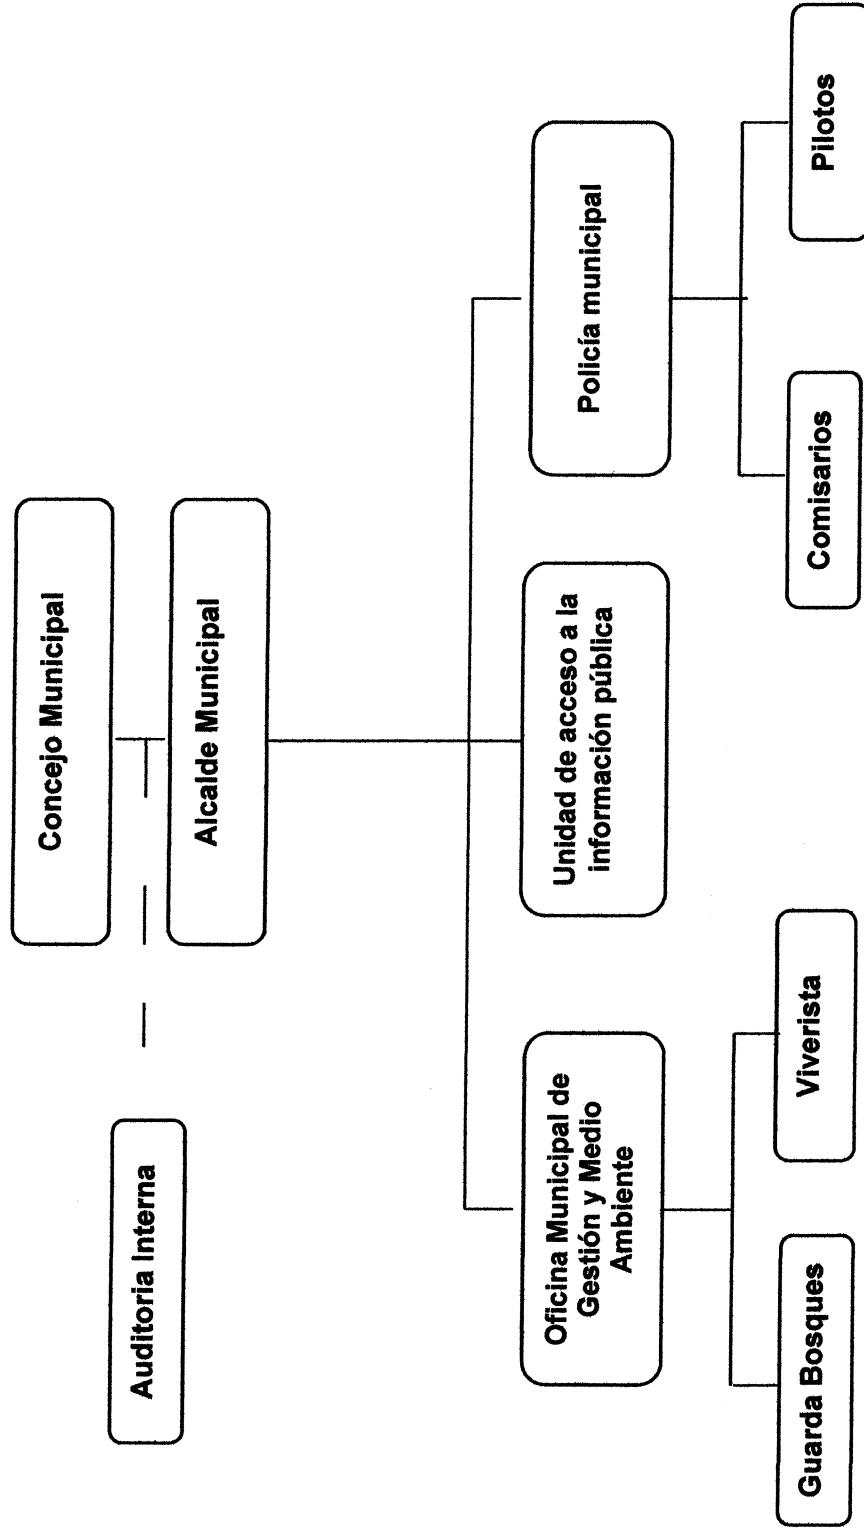 Concejo Municipal
Alcalde Municipal
Auditoria Interna
Oficina Municipal de
Gestión y Medio
Ambiente
Unidad de acceso a la
información pública
Policía municipal
Guarda Bosques
Viverista
Comisarios
Pilotos